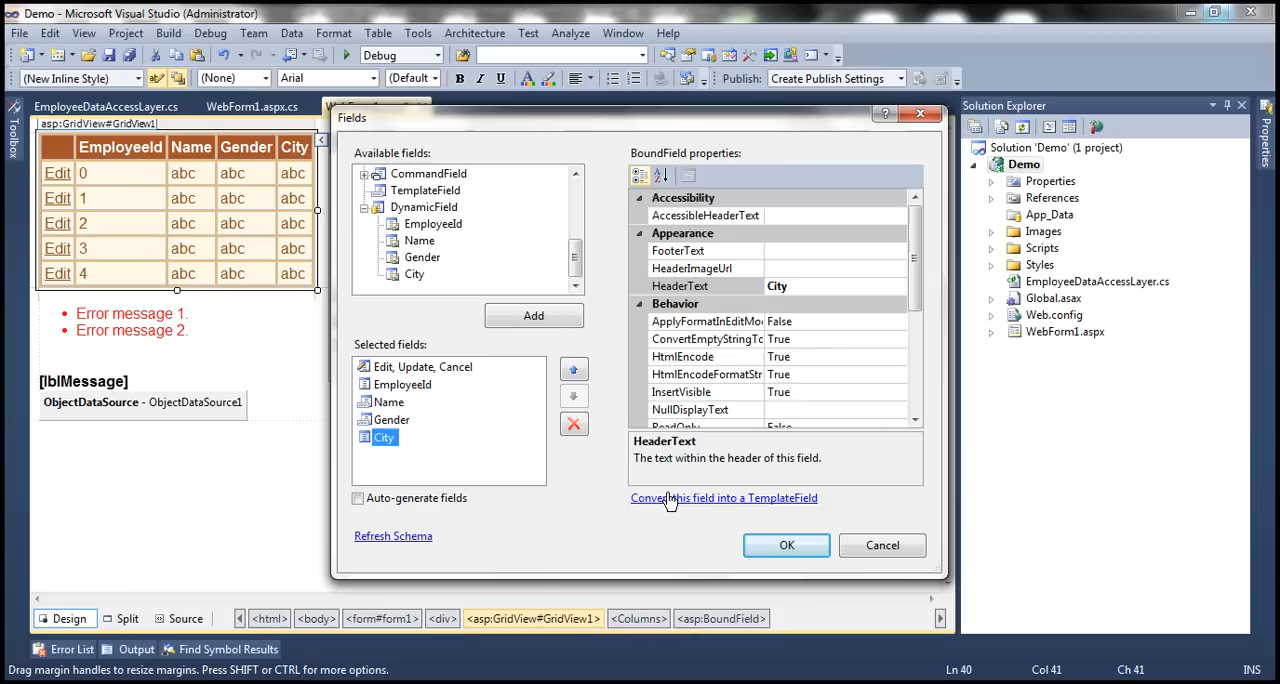 Demo - Microsoft Visual Studio (Administrator)
File Edit View Project Build Debug Team Data Format Table Tools Architecture Test Analyze Window Help
Debug
(New Inline Style) (None) Arial (Default B I U A Publish: Create Publish Settings
EmployeeDataAccessLayer.cs WebForm1.aspx.cs
Toolbox
asp:GridView#GridView1
EmployeeId Name Gender City
Edit 0 abc abc abc
Edit 1 abc abc abc
Edit 2 abc abc abc
Edit 3 abc abc abc
Edit 4 abc abc abc
Error message 1.
Error message 2.
[lblMessage]
ObjectDataSource - ObjectDataSource1
Fields
Available fields:
CommandField
TemplateField
DynamicField
EmployeeId
Name
Gender
City
Add
Selected fields:
Edit, Update, Cancel
EmployeeId
Name
Gender
City
Auto-generate fields
Refresh Schema
BoundField properties:
Accessibility
AccessibleHeaderText
Appearance
FooterText
HeaderImageUrl
HeaderText City
Behavior
ApplyFormatInEditMo False
ConvertEmptyStringTo True
HtmlEncode True
HtmlEncodeFormatStr True
InsertVisible True
NullDisplayText
ReadOnly False
HeaderText
The text within the header of this field.
Convert this field into a TemplateField
OK Cancel
Solution Explorer
Solution 'Demo' (1 project)
Demo
Properties
References
App_Data
Images
Scripts
Styles
EmployeeDataAccessLayer.cs
Global.asax
Web.config
WebForm1.aspx
Properties
Design Split Source <html> <body> <form#form1> <div> <asp:GridView#GridView1> <Columns> <asp:BoundField>
Error List Output Find Symbol Results
Drag margin handles to resize margins. Press SHIFT or CTRL for more options. Ln 40 Col 41 Ch 41 INS